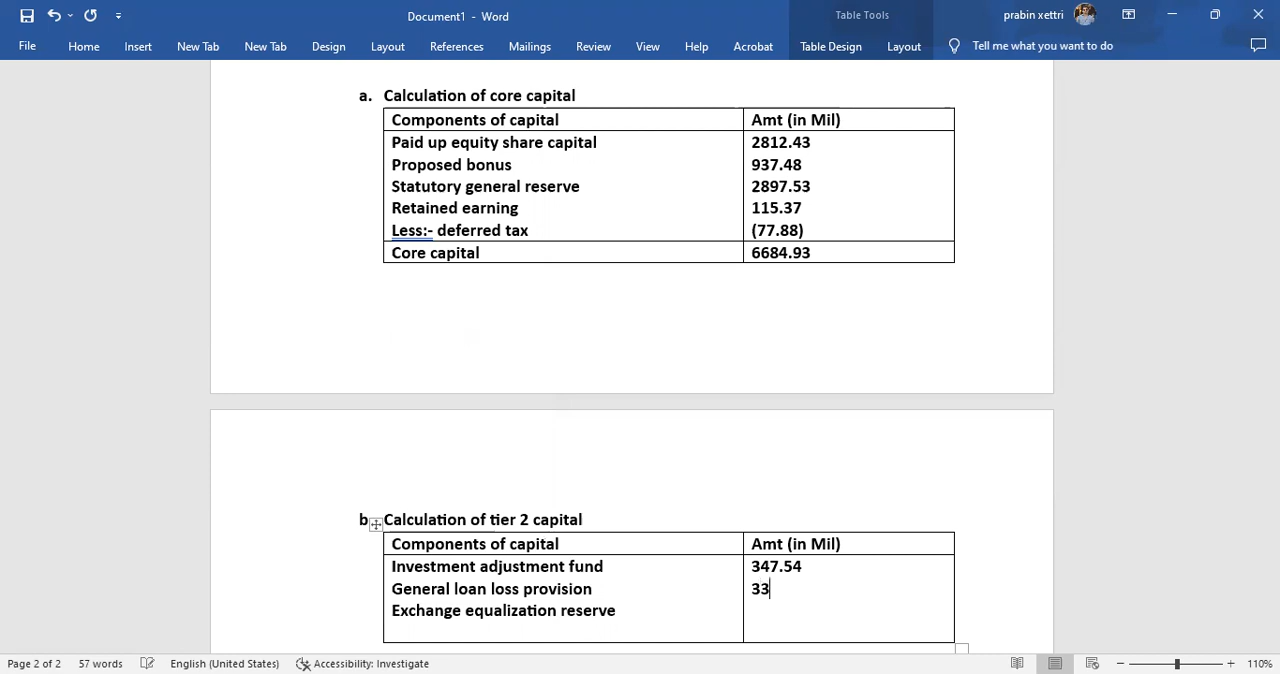 Document1 - Word
Table Tools
prabin xettri
File Home Insert New Tab New Tab Design Layout References Mailings Review View Help Acrobat Table Design Layout Tell me what you want to do
a. Calculation of core capital
Components of capital Amt (in Mil)
Paid up equity share capital 2812.43
Proposed bonus 937.48
Statutory general reserve 2897.53
Retained earning 115.37
Less:- deferred tax (77.88)
Core capital 6684.93
b Calculation of tier 2 capital
Components of capital Amt (in Mil)
Investment adjustment fund 347.54
General loan loss provision 33
Exchange equalization reserve
Page 2 of 2 57 words English (United States) Accessibility: Investigate 110%